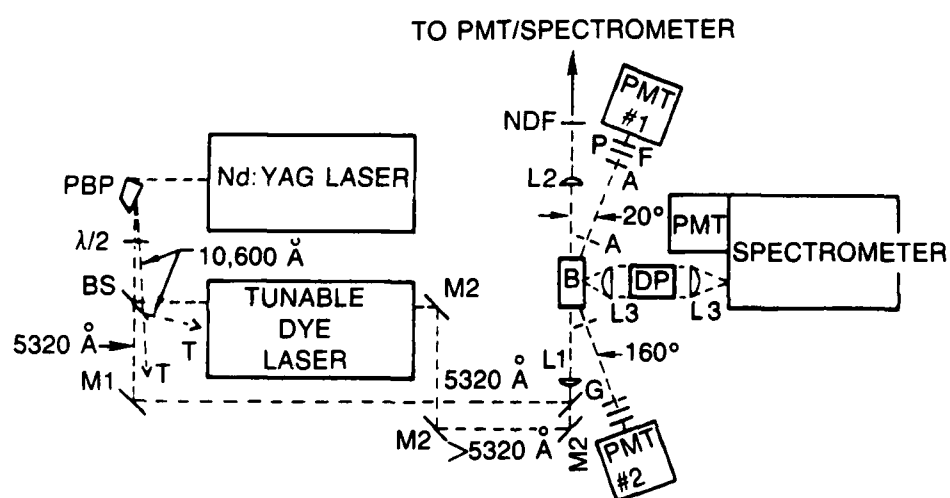 TO PMT/SPECTROMETER
PMT #1
NDF
P
F
A
L2
20°
A
Nd: YAG LASER
PBP
λ/2
10,600 Å
BS
TUNABLE
DYE
LASER
T
T
5320 Å
M1
M2
5320 Å
M2
>5320 Å
M2
L1
G
B
L3
DP
L3
PMT
SPECTROMETER
160°
PMT
#2